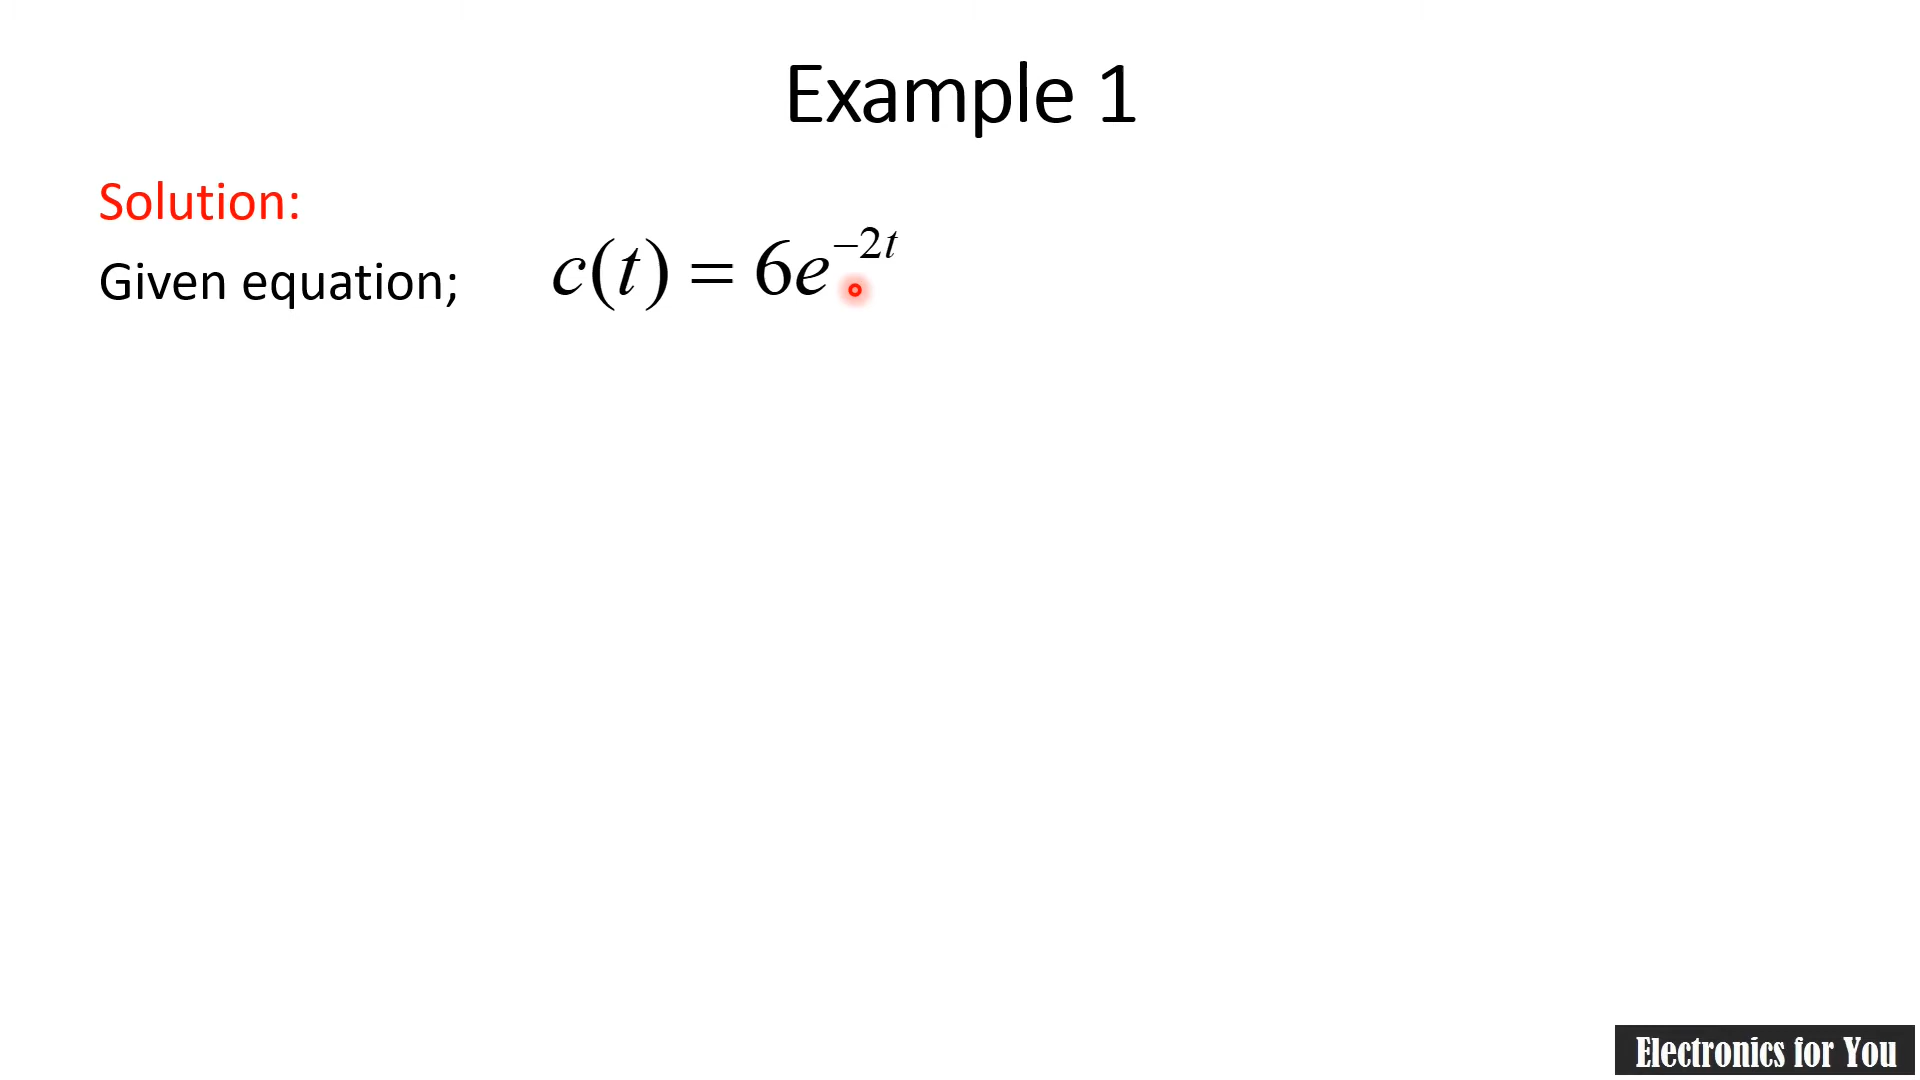 Example 1
Solution:
Given equation; c(t) = 6e^{-2t}
Electronics for You